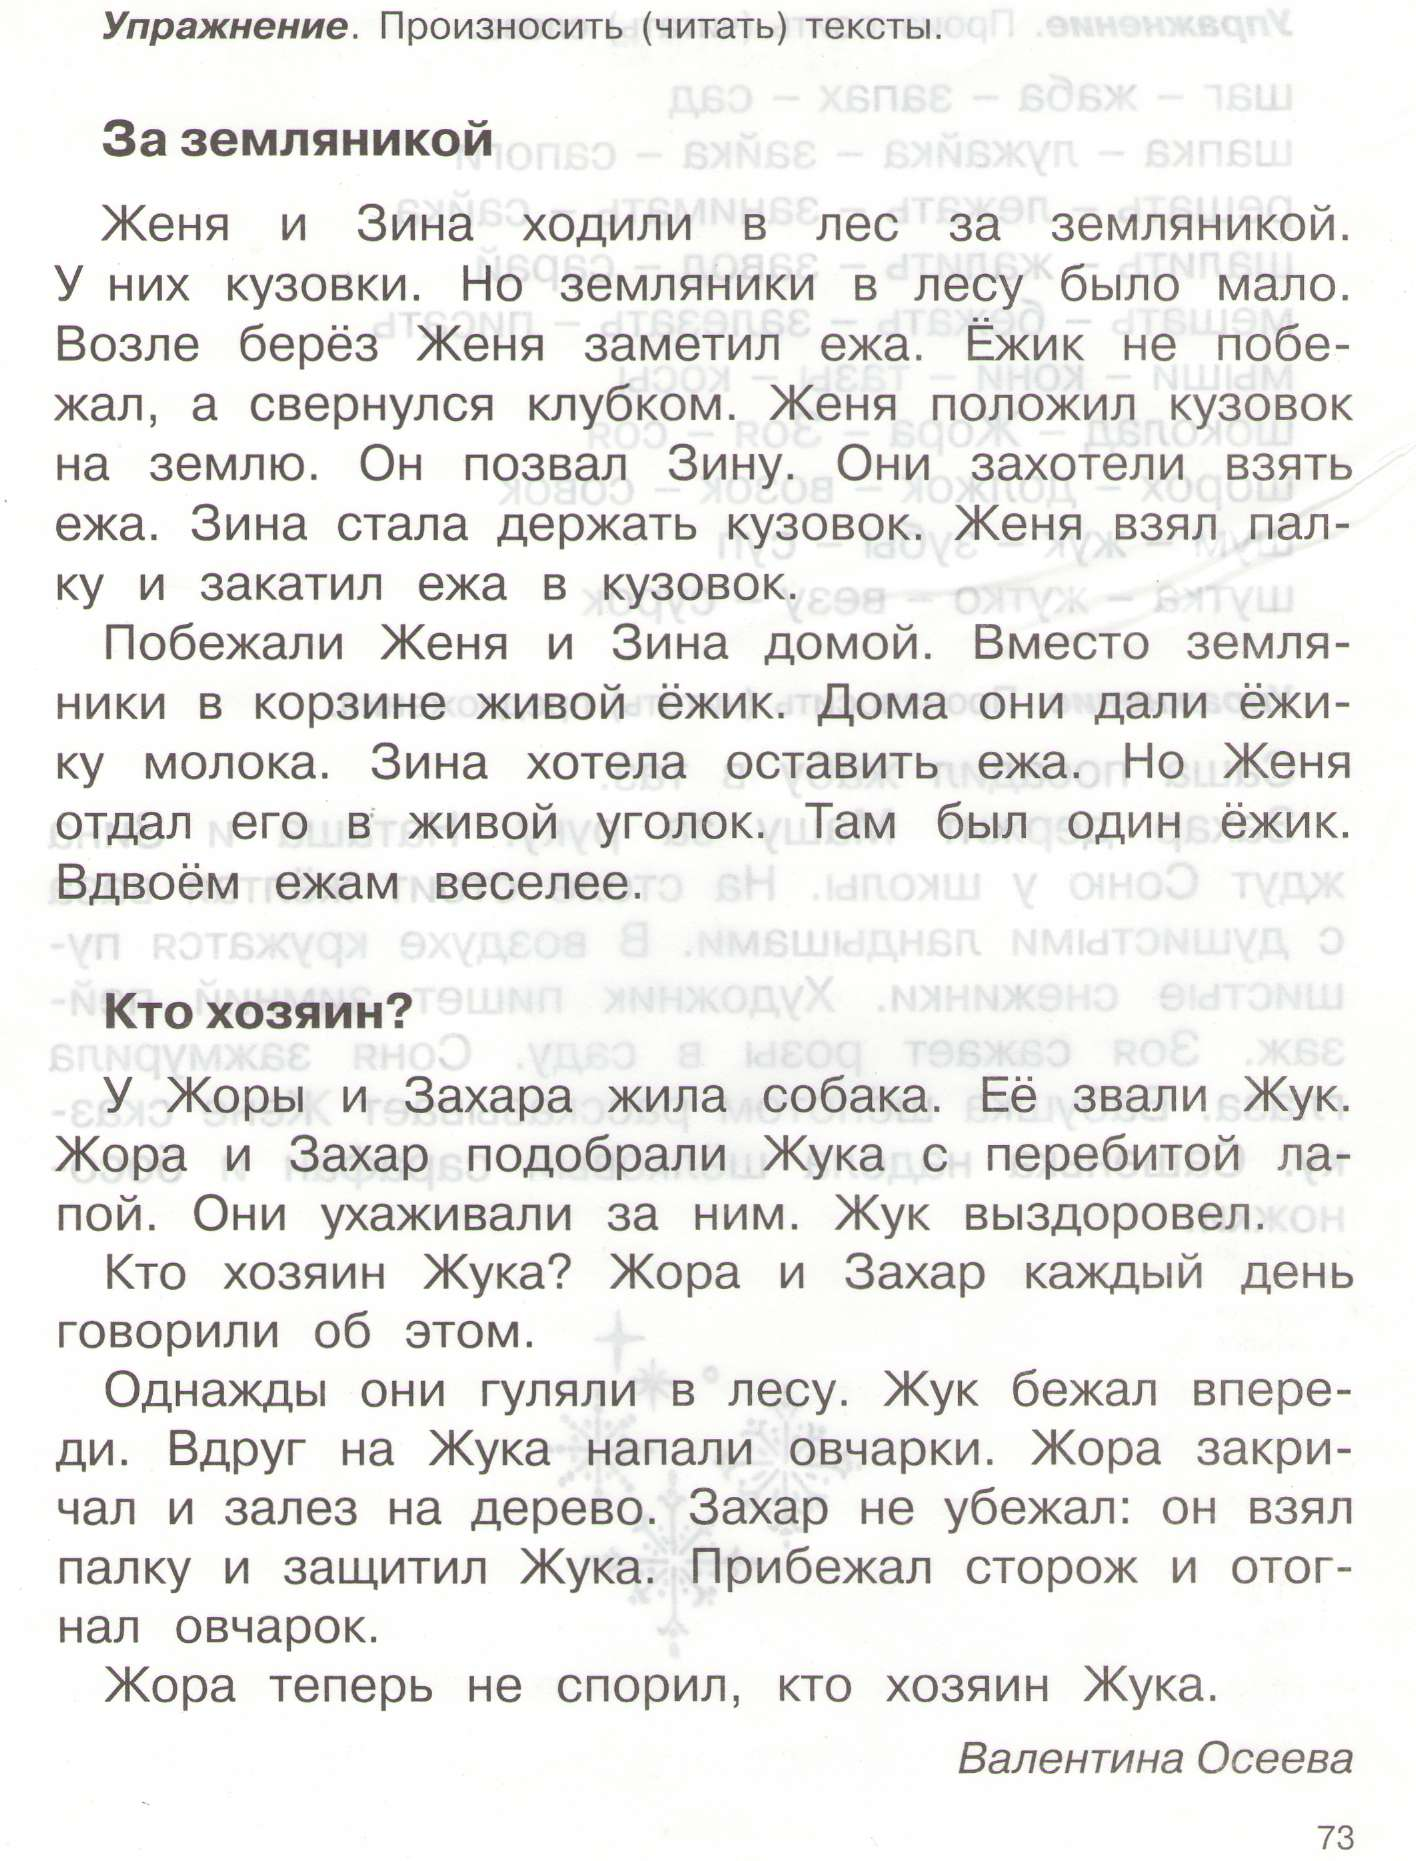 Упражнение. Произносить (читать) тексты.
За земляникой
Женя и Зина ходили в лес за земляникой.
У них кузовки. Но земляники в лесу было мало.
Возле берёз Женя заметил ежа. Ёжик не побе-
жал, а свернулся клубком. Женя положил кузовок
на землю. Он позвал Зину. Они захотели взять
ежа. Зина стала держать кузовок. Женя взял пал-
ку и закатил ежа в кузовок.
Побежали Женя и Зина домой. Вместо земля-
ники в корзине живой ёжик. Дома они дали ёжи-
ку молока. Зина хотела оставить ежа. Но Женя
отдал его в живой уголок. Там был один ёжик.
Вдвоём ежам веселее.
Кто хозяин?
У Жоры и Захара жила собака. Её звали Жук.
Жора и Захар подобрали Жука с перебитой ла-
пой. Они ухаживали за ним. Жук выздоровел.
Кто хозяин Жука? Жора и Захар каждый день
говорили об этом.
Однажды они гуляли в лесу. Жук бежал впере-
ди. Вдруг на Жука напали овчарки. Жора закри-
чал и залез на дерево. Захар не убежал: он взял
палку и защитил Жука. Прибежал сторож и отог-
нал овчарок.
Жора теперь не спорил, кто хозяин Жука.
Валентина Осеева
73